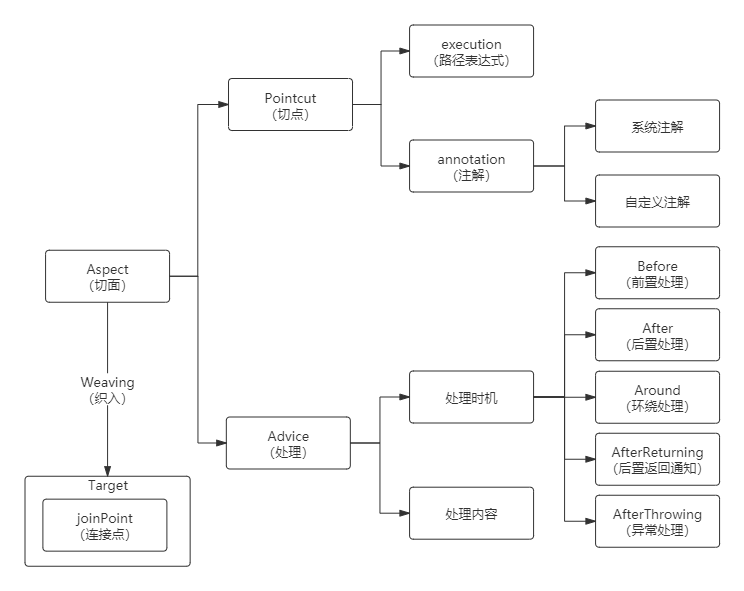 execution
（路径表达式）
Pointcut
（切点）
annotation
（注解）
系统注解
自定义注解
Aspect
（切面）
Weaving
（织入）
Target
joinPoint
（连接点）
Advice
（处理）
处理时机
处理内容
Before
（前置处理）
After
（后置处理）
Around
（环绕处理）
AfterReturning
（后置返回通知）
AfterThrowing
（异常处理）